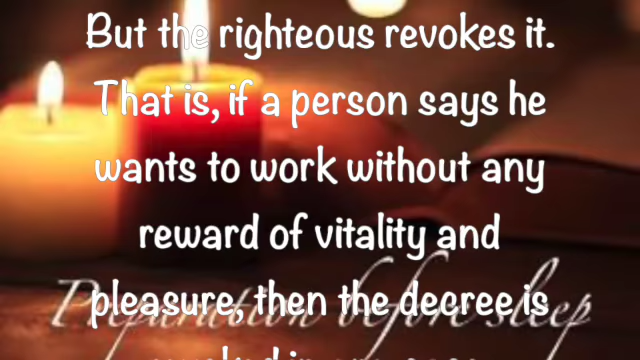 But the righteous revokes it.
That is, if a person says he
wants to work without any
reward of vitality and
pleasure, then the decree is
Preparation before sleep